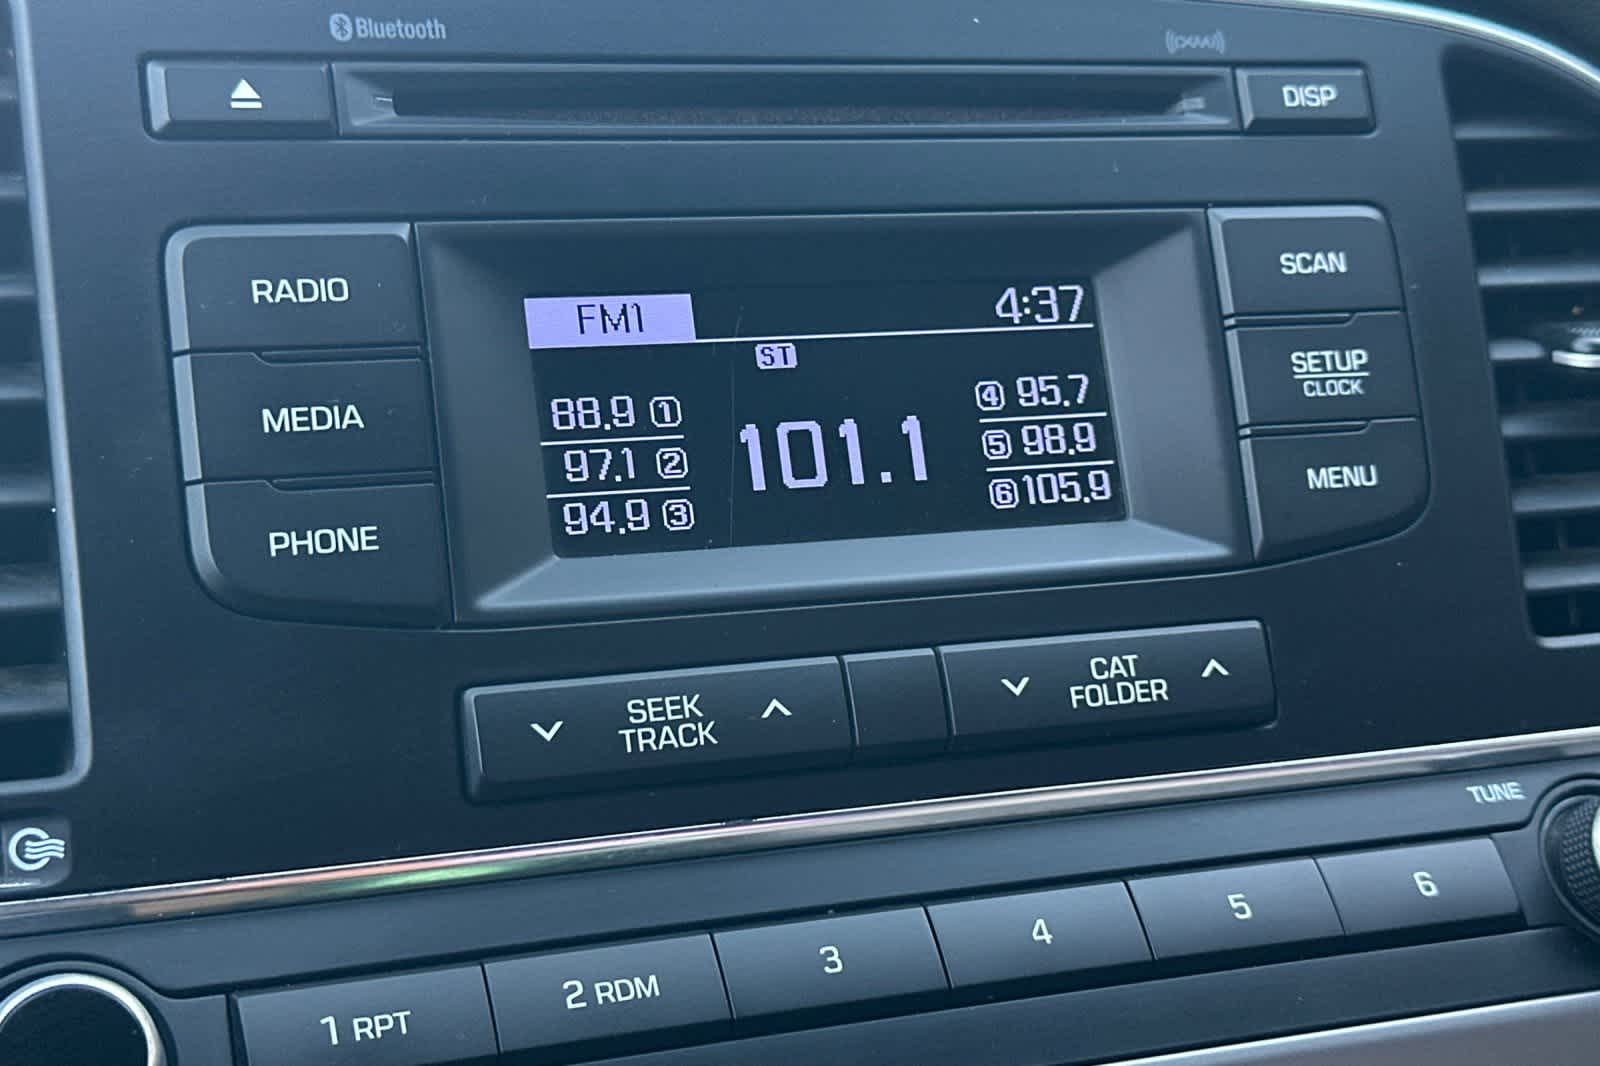 Bluetooth
DISP
RADIO
MEDIA
PHONE
FM1
4:37
ST
88.9 1
97.1 2
94.9 3
101.1
4 95.7
5 98.9
6 105.9
SCAN
SETUP
CLOCK
MENU
SEEK
TRACK
CAT
FOLDER
TUNE
1 RPT
2 RDM
3
4
5
6